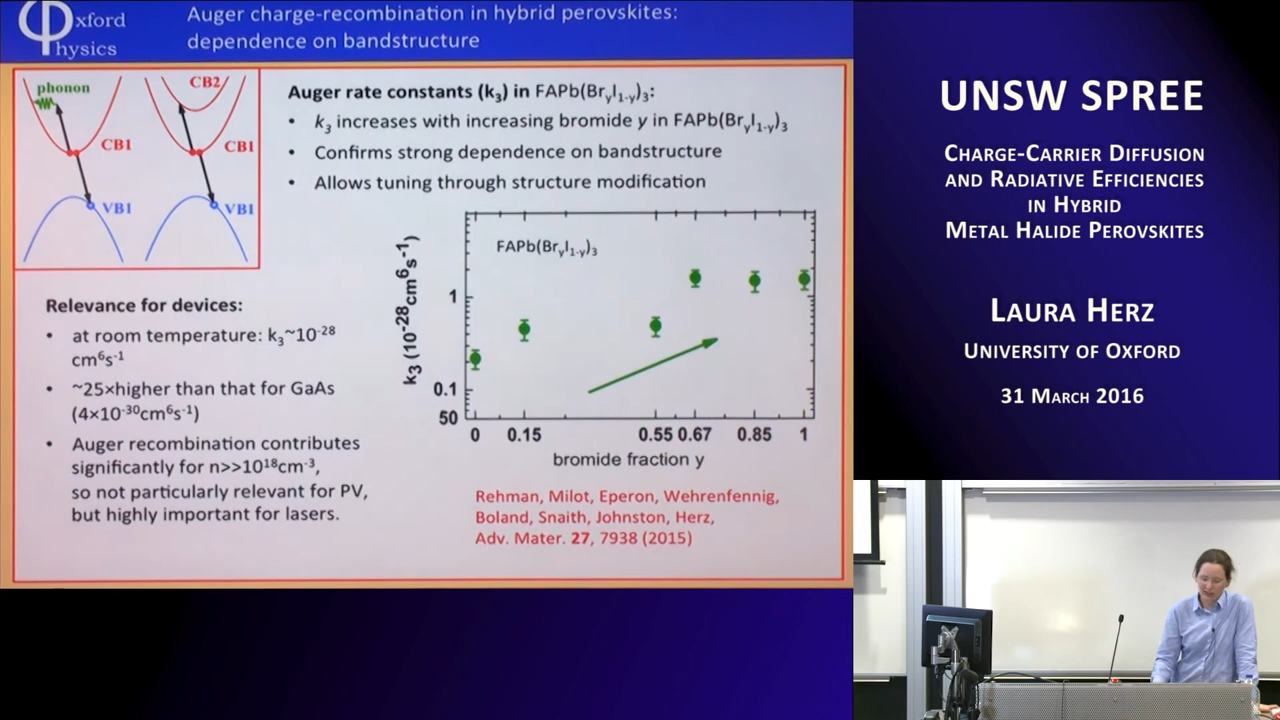 Oxford
Physics
Auger charge-recombination in hybrid perovskites:
dependence on bandstructure
phonon
CB1
VB1
CB2
CB1
VB1
Auger rate constants (k3) in FAPb(BryI1-y)3:
• k3 increases with increasing bromide y in FAPb(BryI1-y)3
• Confirms strong dependence on bandstructure
• Allows tuning through structure modification
Relevance for devices:
• at room temperature: k3~10-28
cm6s-1
• ~25×higher than that for GaAs
(4×10-30cm6s-1)
• Auger recombination contributes
significantly for n>>1018cm-3,
so not particularly relevant for PV,
but highly important for lasers.
FAPb(BryI1-y)3
k3 (10-28cm6s-1)
1
0.1
50
0 0.15 0.55 0.67 0.85 1
bromide fraction y
Rehman, Milot, Eperon, Wehrenfennig,
Boland, Snaith, Johnston, Herz,
Adv. Mater. 27, 7938 (2015)
UNSW SPREE
Charge-Carrier Diffusion
and Radiative Efficiencies
in Hybrid
Metal Halide Perovskites
Laura Herz
University of Oxford
31 March 2016